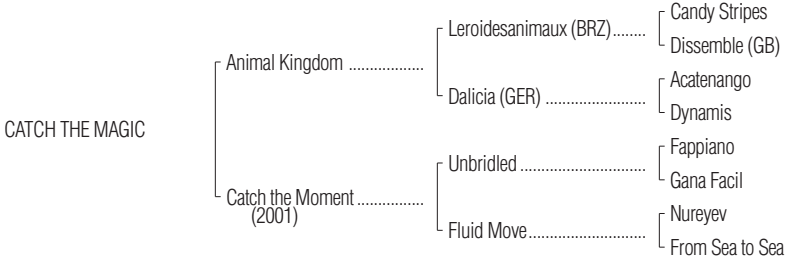 Candy Stripes
Leroidesanimaux (BRZ)........
Dissemble (GB)
Animal Kingdom ..................
Acatenango
Dalicia (GER) ........................
Dynamis
CATCH THE MAGIC
Fappiano
Unbridled ..............................
Gana Facil
Catch the Moment ................
(2001)
Nureyev
Fluid Move............................
From Sea to Sea